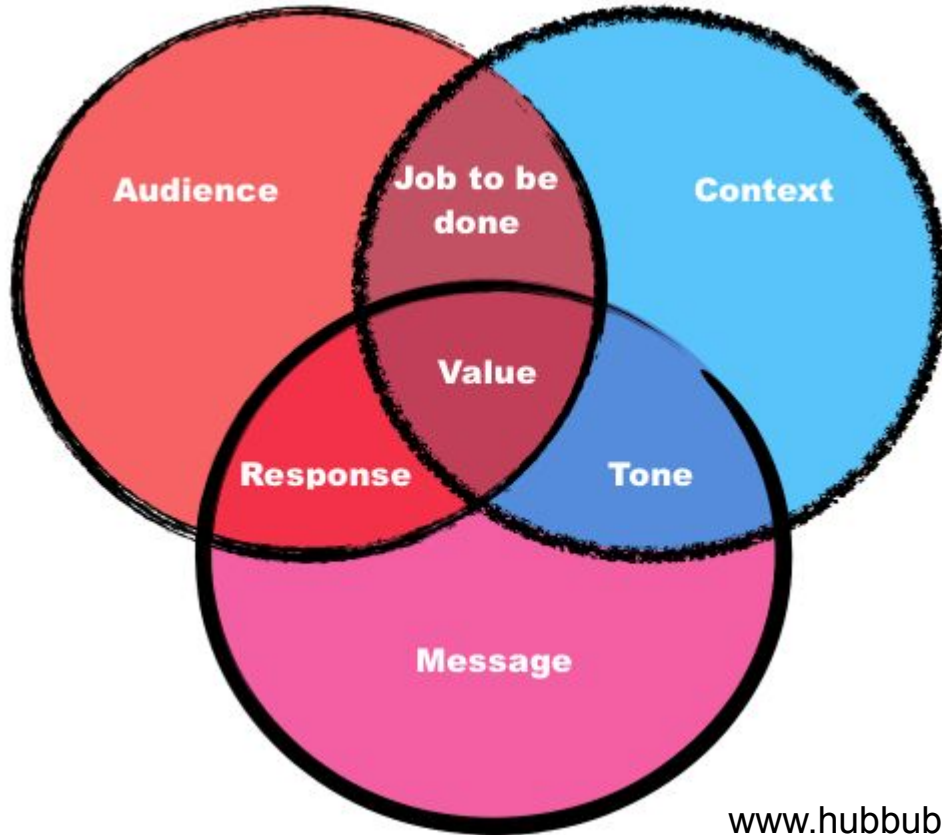 Audience
Job to be
done
Context
Value
Response
Tone
Message
www.hubbub